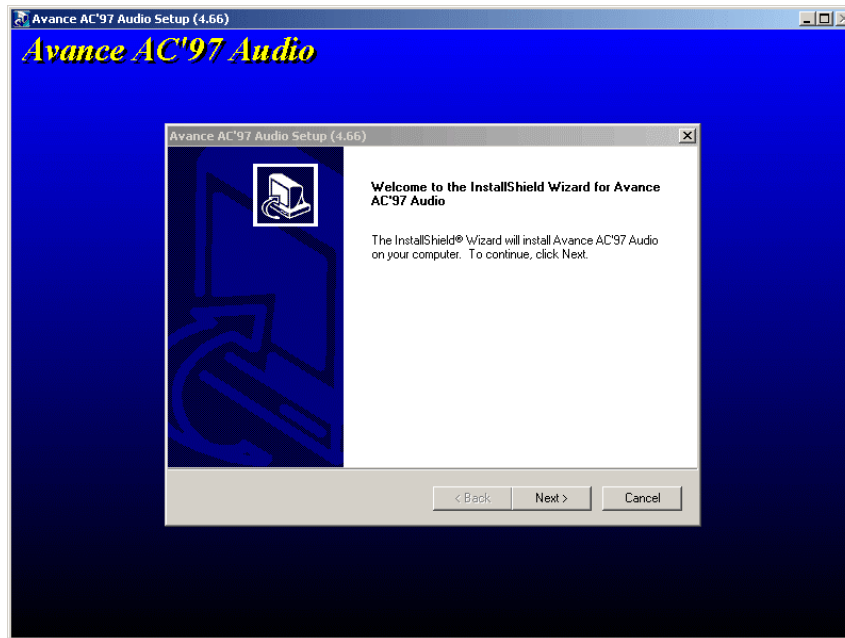 Avance AC'97 Audio Setup (4.66)
Avance AC'97 Audio
Avance AC'97 Audio Setup (4.66)
Welcome to the InstallShield Wizard for Avance
AC'97 Audio
The InstallShield® Wizard will install Avance AC'97 Audio
on your computer. To continue, click Next.
< Back Next > Cancel